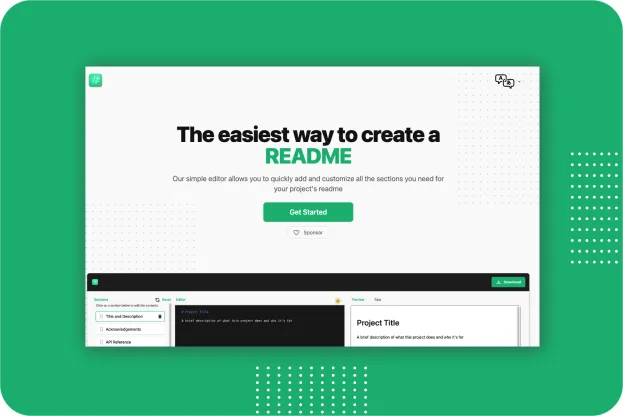 The easiest way to create a
README
Our simple editor allows you to quickly add and customize all the sections you need for
your project's readme
Get Started
Sponsor
Download
Sections
Reset
Editor
Preview
Raw
Click on a section below to edit the contents
Title and Description
Acknowledgements
API Reference
# Project Title
A brief description of what this project does and who it's for
Project Title
A brief description of what this project does and who it's for